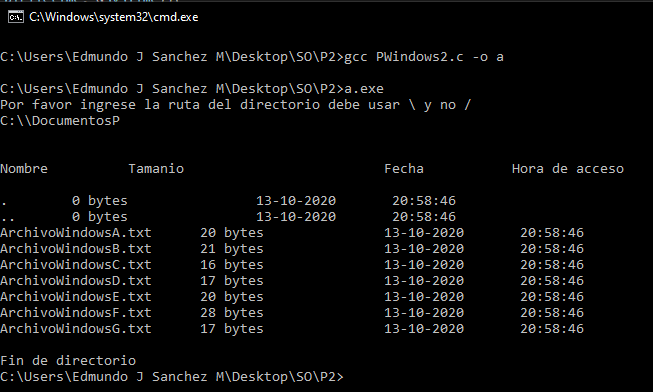 C:\Windows\system32\cmd.exe
C:\Users\Edmundo J Sanchez M\Desktop\SO\P2>gcc PWindows2.c -o a
C:\Users\Edmundo J Sanchez M\Desktop\SO\P2>a.exe
Por favor ingrese la ruta del directorio debe usar \ y no /
C:\\DocumentosP
Nombre Tamanio Fecha Hora de acceso
. 0 bytes 13-10-2020 20:58:46
.. 0 bytes 13-10-2020 20:58:46
ArchivoWindowsA.txt 20 bytes 13-10-2020 20:58:46
ArchivoWindowsB.txt 21 bytes 13-10-2020 20:58:46
ArchivoWindowsC.txt 16 bytes 13-10-2020 20:58:46
ArchivoWindowsD.txt 17 bytes 13-10-2020 20:58:46
ArchivoWindowsE.txt 20 bytes 13-10-2020 20:58:46
ArchivoWindowsF.txt 28 bytes 13-10-2020 20:58:46
ArchivoWindowsG.txt 17 bytes 13-10-2020 20:58:46
Fin de directorio
C:\Users\Edmundo J Sanchez M\Desktop\SO\P2>